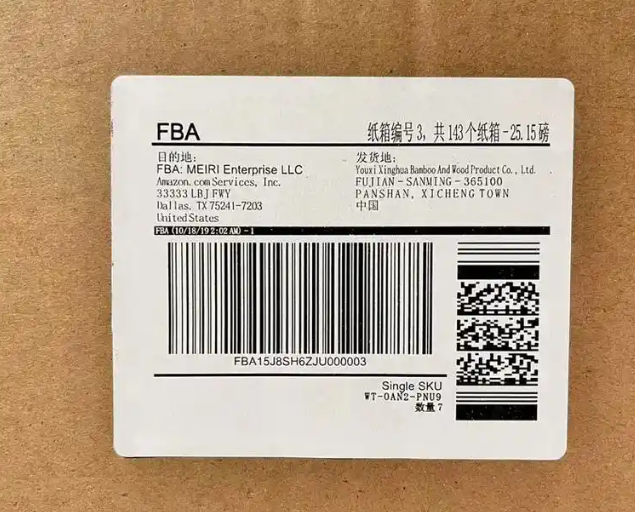 FBA
纸箱编号 3, 共 143 个纸箱 - 25.15 磅
目的地:
FBA: MEIRI Enterprise LLC
Amazon.com Services, Inc.
33333 LBJ FWY
Dallas, TX 75241-7203
United States
发货地:
Youxi Xinghua Bamboo And Wood Product Co., Ltd.
FUJIAN - SANMING - 365100
PANSHAN, XICHENG TOWN
中国
FBA (10/18/19 2:02 AM) - 1
FBA15J8SH6ZJU000003
Single SKU
WT-0AN2-PNU9
数量 7